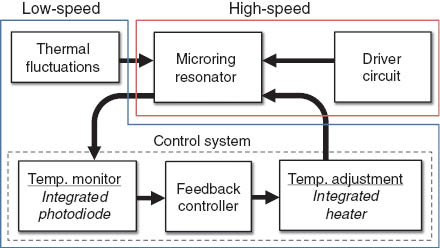 Low-speed
High-speed
Thermal
fluctuations
Microring
resonator
Driver
circuit
Control system
Temp. monitor
Integrated
photodiode
Feedback
controller
Temp. adjustment
Integrated
heater